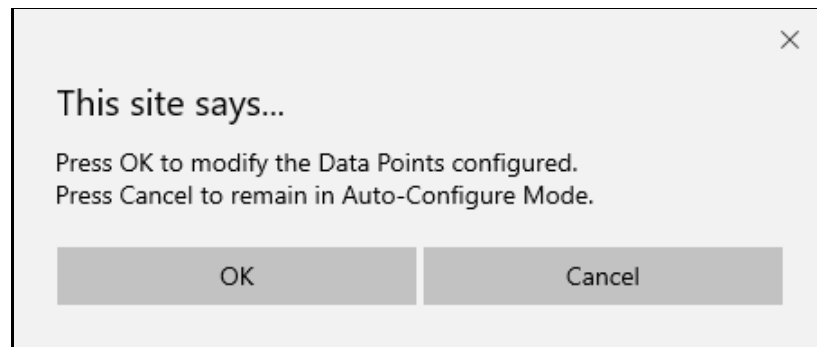 This site says...
Press OK to modify the Data Points configured.
Press Cancel to remain in Auto-Configure Mode.
OK
Cancel